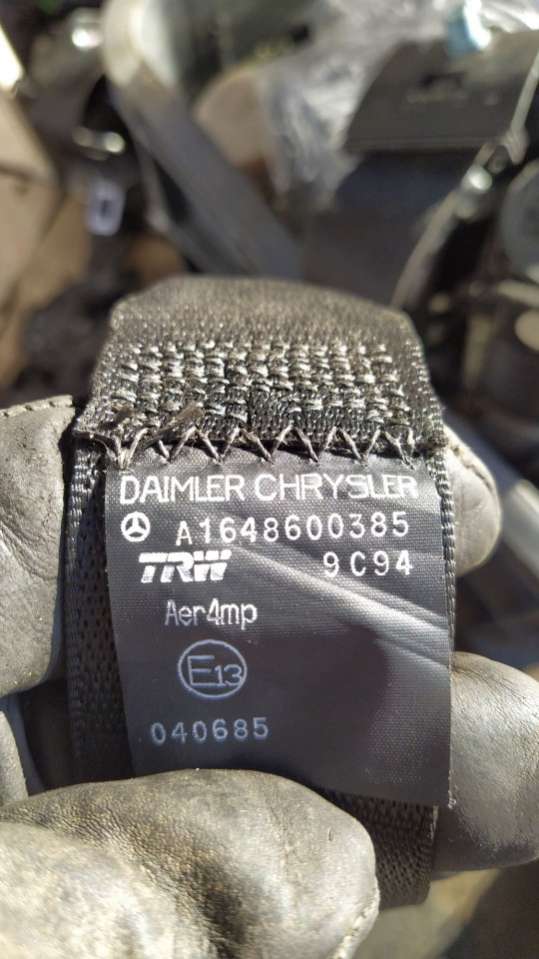 DAIMLER CHRYSLER
A1648600385
TRW 9C94
Aer4mp
E13
040685